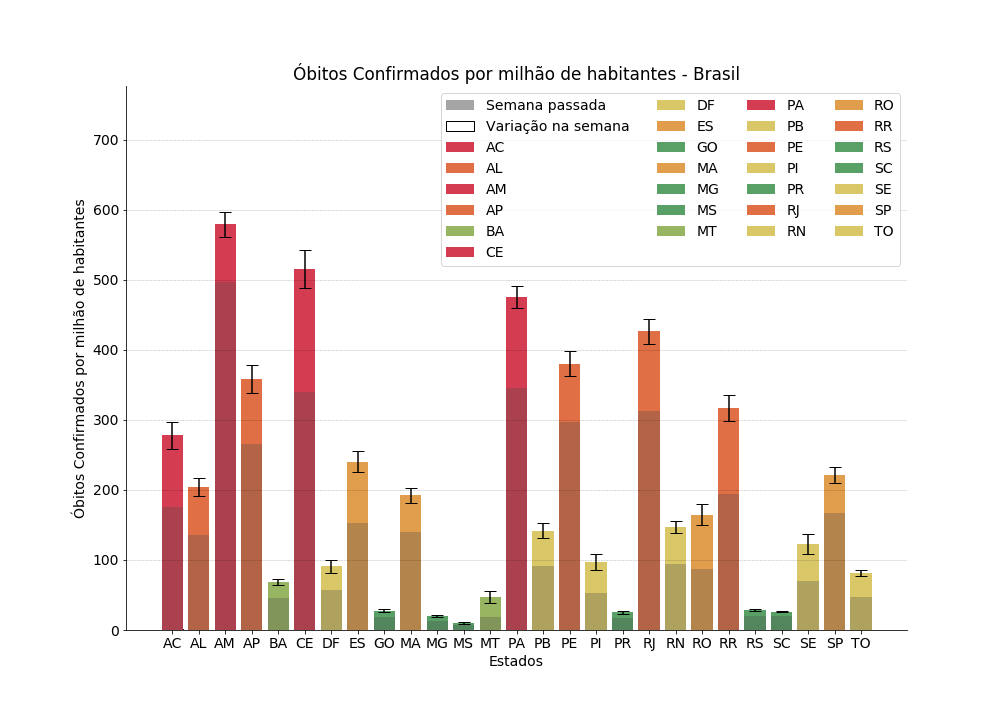 Óbitos Confirmados por milhão de habitantes - Brasil
Semana passada
Variação na semana
AC
AL
AM
AP
BA
CE
DF
ES
GO
MA
MG
MS
MT
PA
PB
PE
PI
PR
RJ
RN
RO
RR
RS
SC
SE
SP
TO
Óbitos Confirmados por milhão de habitantes
700
600
500
400
300
200
100
0
AC AL AM AP BA CE DF ES GO MA MG MS MT PA PB PE PI PR RJ RN RO RR RS SC SE SP TO
Estados